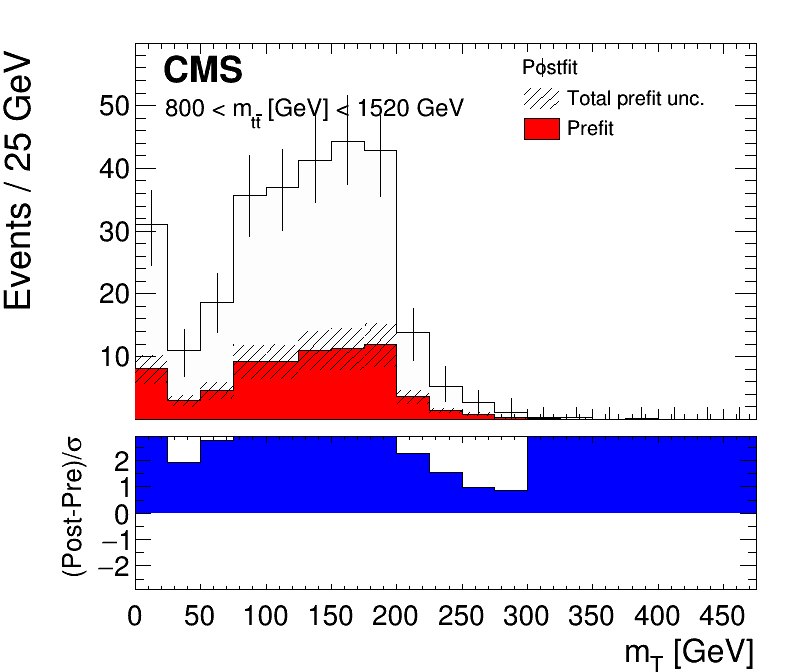 CMS
800 < m_tt̄ [GeV] < 1520 GeV
Postfit
Total prefit unc.
Prefit
Events / 25 GeV
50
40
30
20
10
(Post-Pre)/σ
2
1
0
−1
−2
0 50 100 150 200 250 300 350 400 450
m_T [GeV]